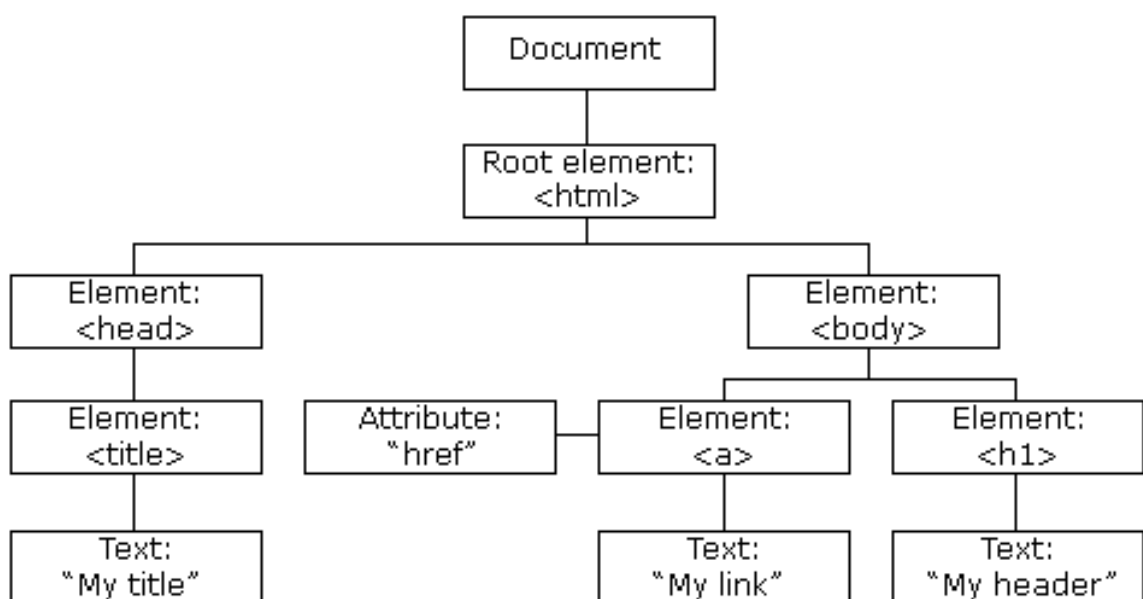 Document
Root element:
<html>
Element:
<head>
Element:
<body>
Element:
<title>
Attribute:
“href”
Element:
<a>
Element:
<h1>
Text:
“My title”
Text:
“My link”
Text:
“My header”